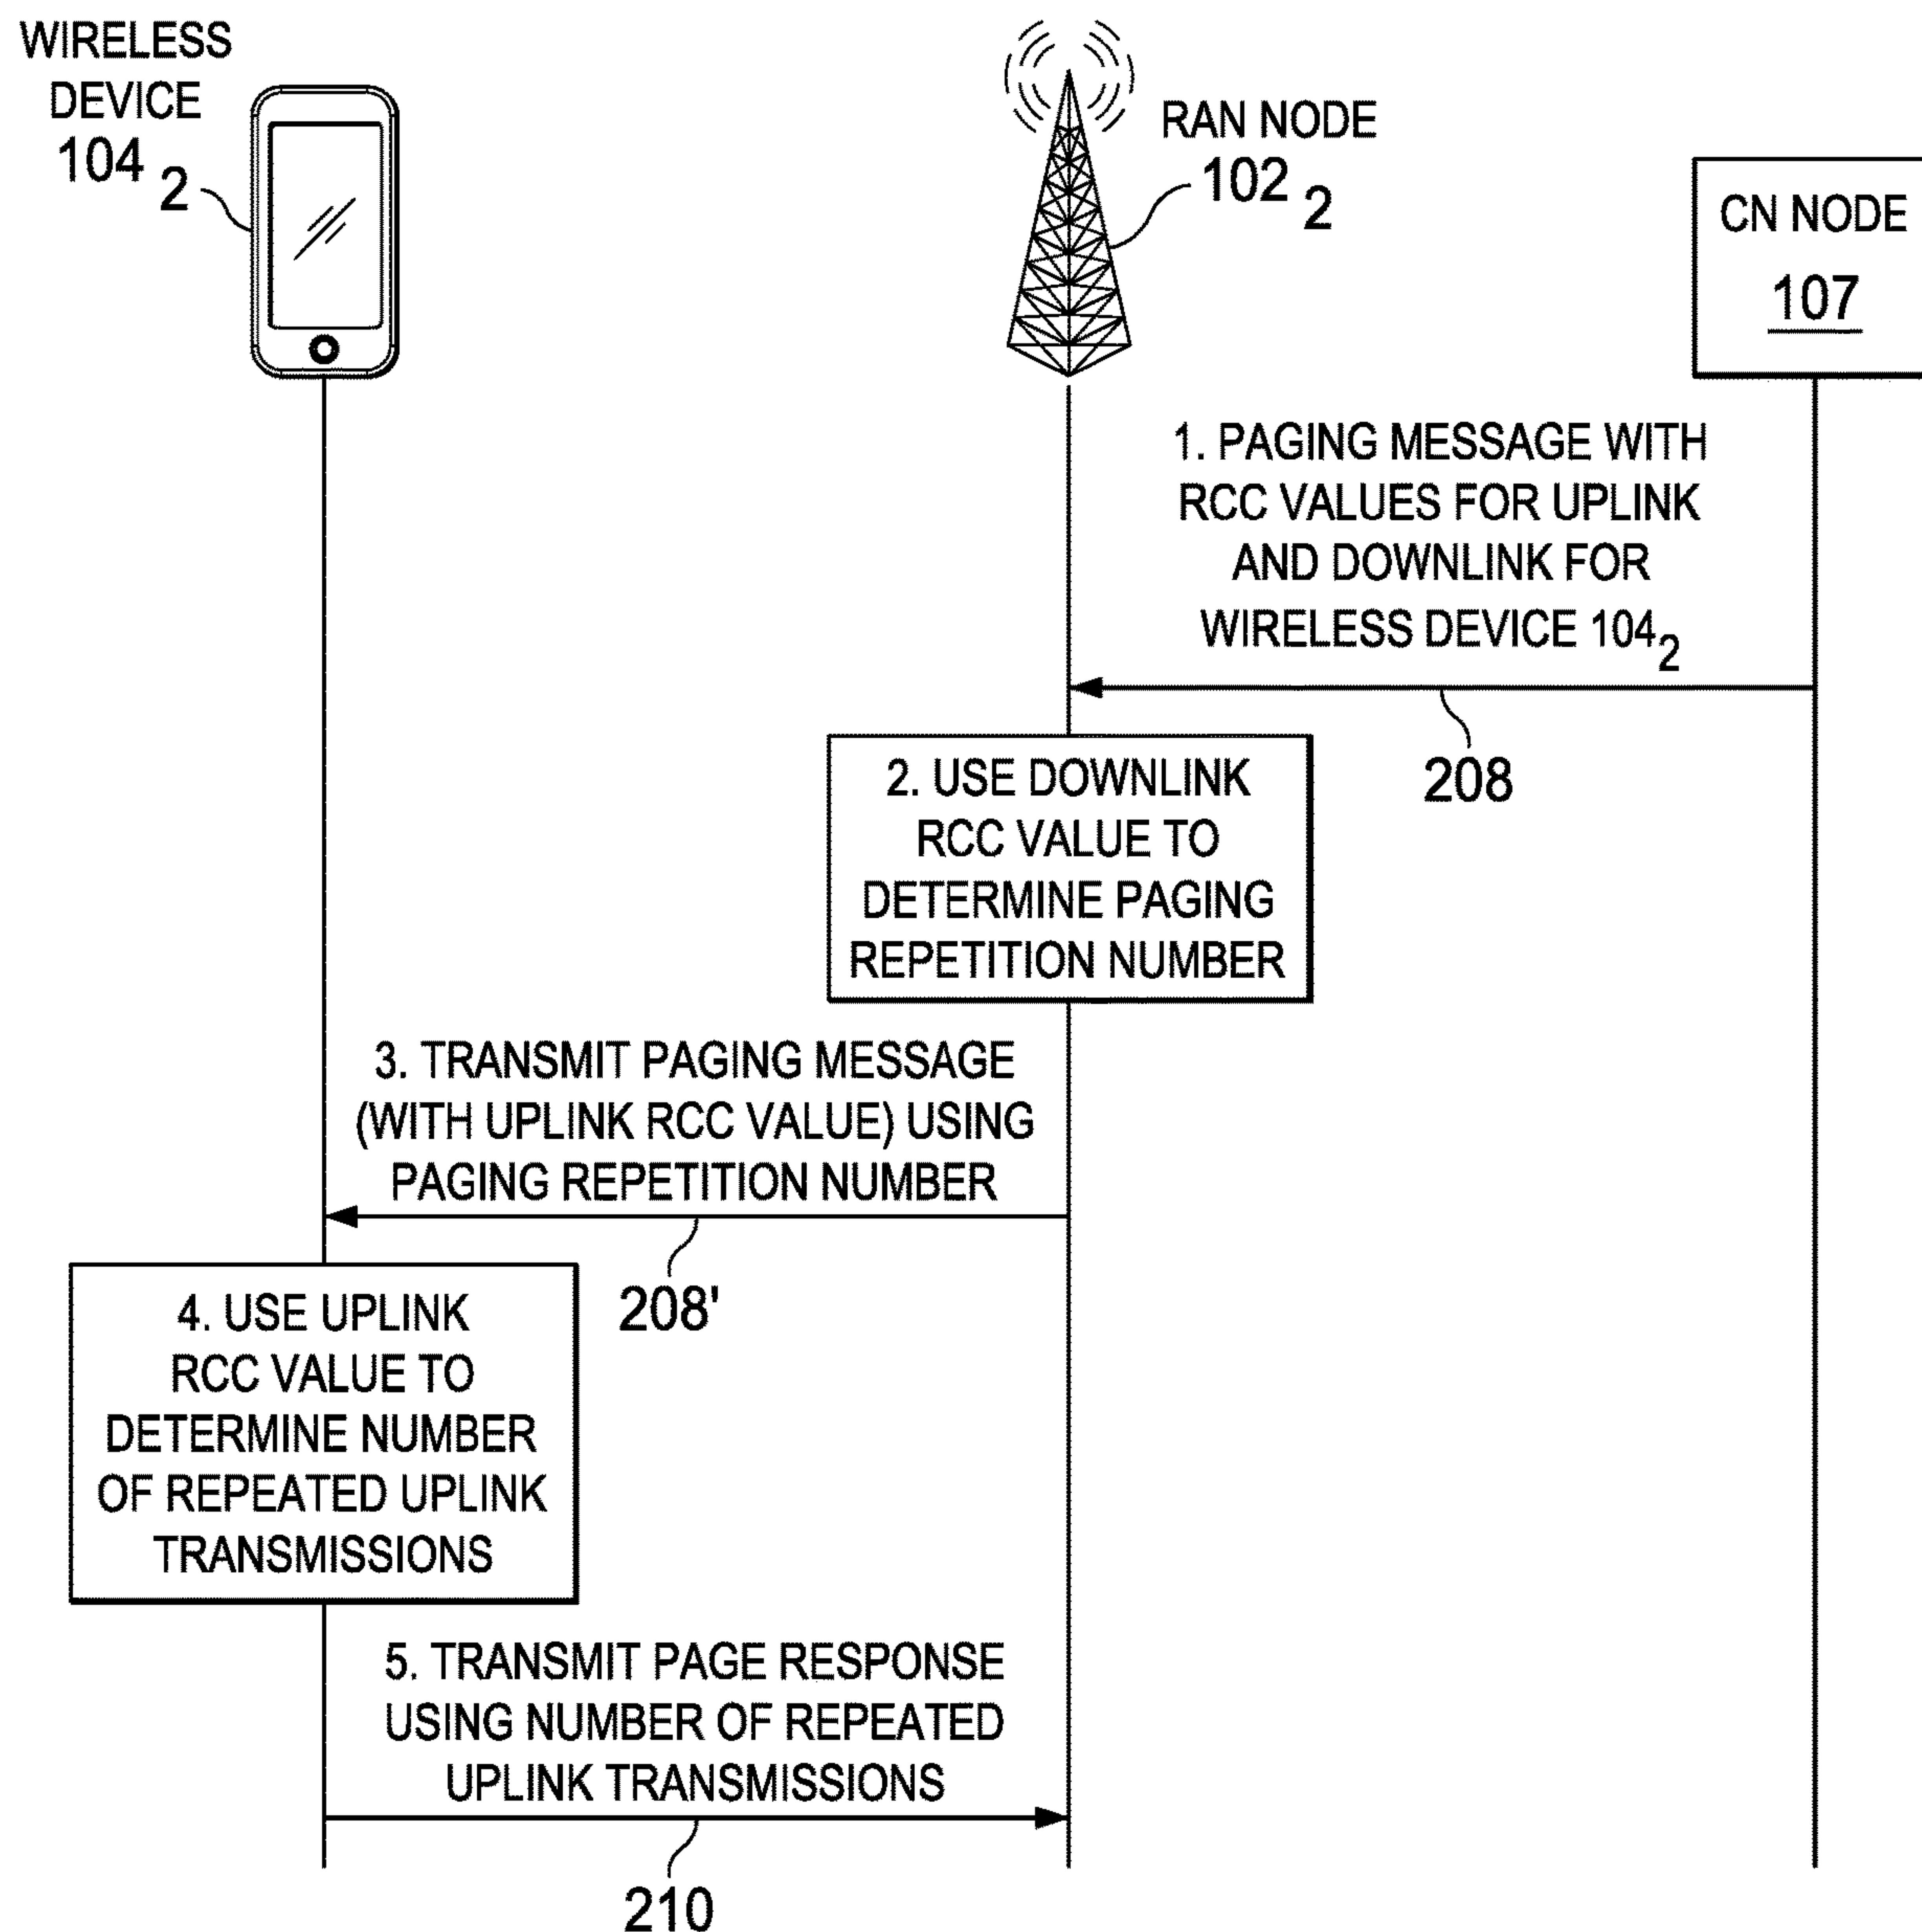 WIRELESS
DEVICE
104 2
RAN NODE
102 2
CN NODE
107
1. PAGING MESSAGE WITH
RCC VALUES FOR UPLINK
AND DOWNLINK FOR
WIRELESS DEVICE 104₂
208
2. USE DOWNLINK
RCC VALUE TO
DETERMINE PAGING
REPETITION NUMBER
3. TRANSMIT PAGING MESSAGE
(WITH UPLINK RCC VALUE) USING
PAGING REPETITION NUMBER
208'
4. USE UPLINK
RCC VALUE TO
DETERMINE NUMBER
OF REPEATED UPLINK
TRANSMISSIONS
5. TRANSMIT PAGE RESPONSE
USING NUMBER OF REPEATED
UPLINK TRANSMISSIONS
210